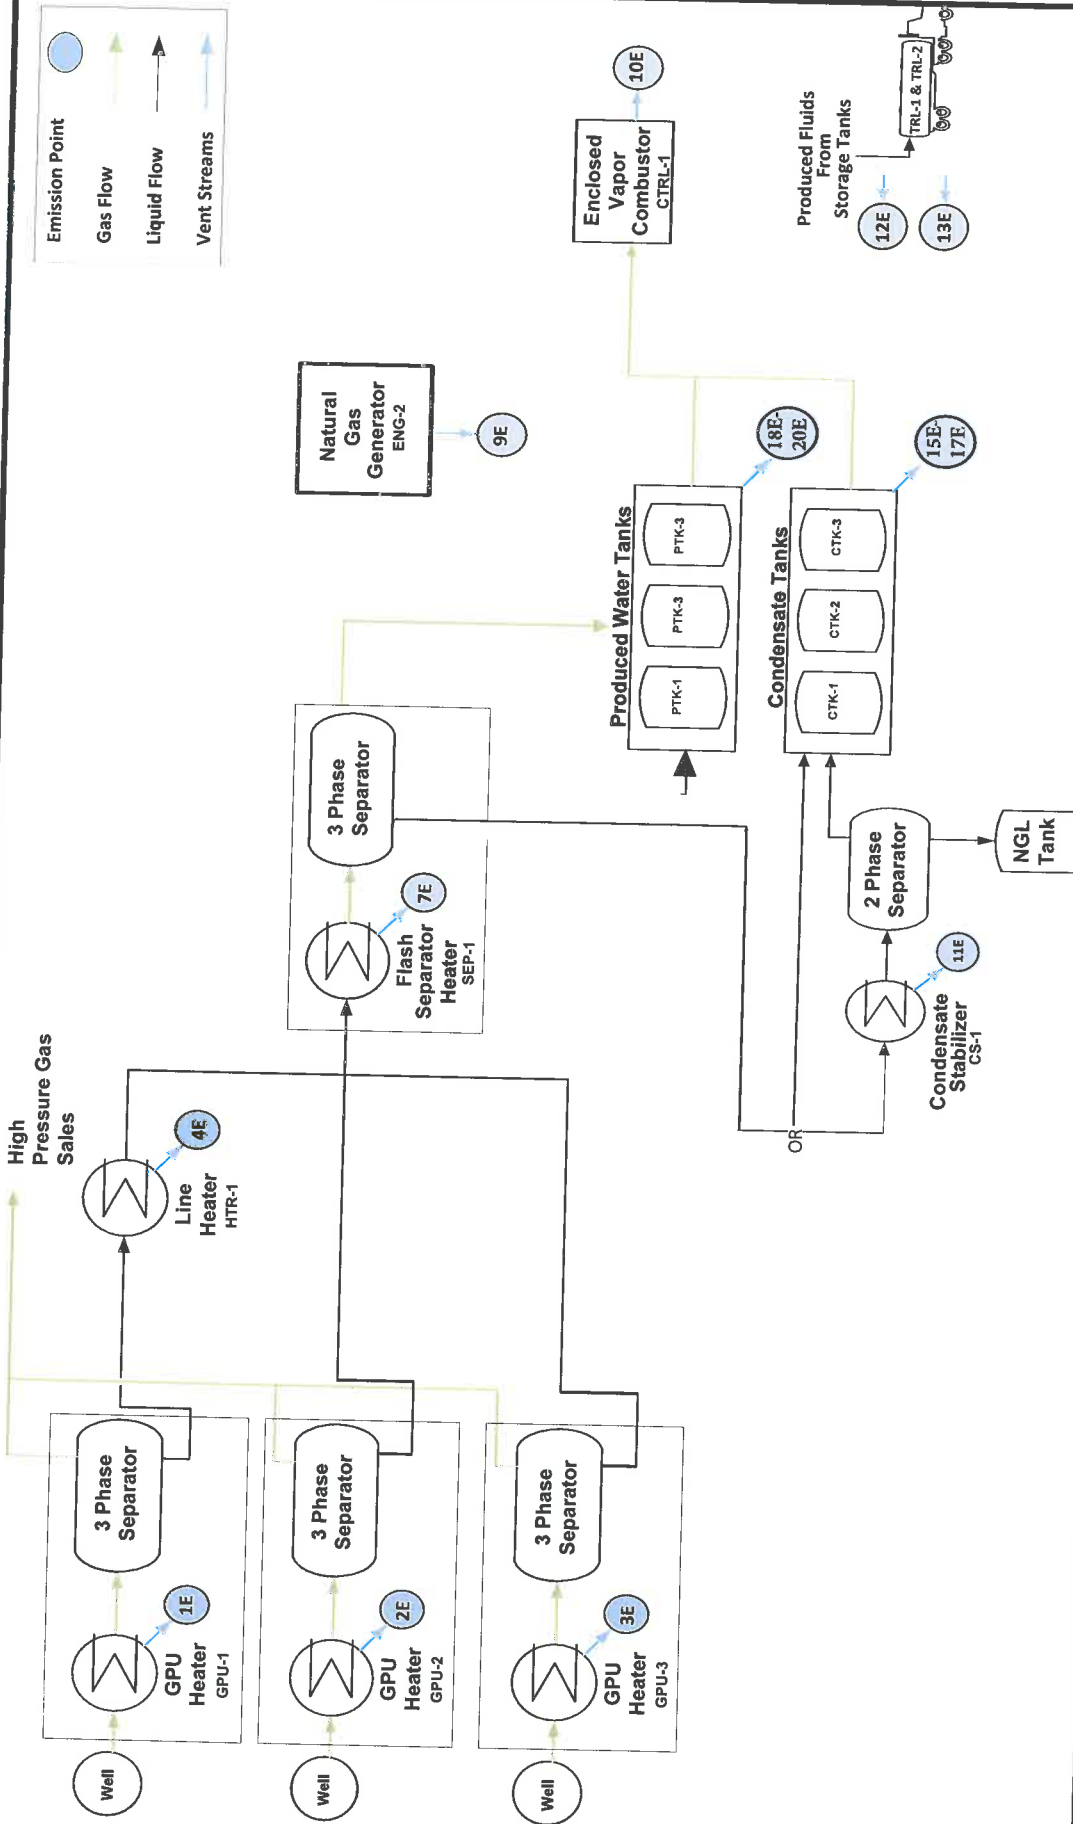 Emission Point
Gas Flow
Liquid Flow
Vent Streams
High
Pressure Gas
Sales
Well
GPU
Heater
GPU-1
1E
3 Phase
Separator
Line
Heater
HTR-1
4E
Well
GPU
Heater
GPU-2
2E
3 Phase
Separator
Well
GPU
Heater
GPU-3
3E
3 Phase
Separator
Flash
Separator
Heater
SEP-1
7E
3 Phase
Separator
Natural
Gas
Generator
ENG-2
9E
Enclosed
Vapor
Combustor
CTRL-1
10E
Produced Water Tanks
PTK-1
PTK-3
PTK-3
18E-
20E
Condensate Tanks
CTK-1
CTK-2
CTK-3
15E-
17E
OR
Condensate
Stabilizer
CS-1
11E
2 Phase
Separator
NGL
Tank
Produced Fluids
From
Storage Tanks
TRL-1 & TRL-2
12E
13E